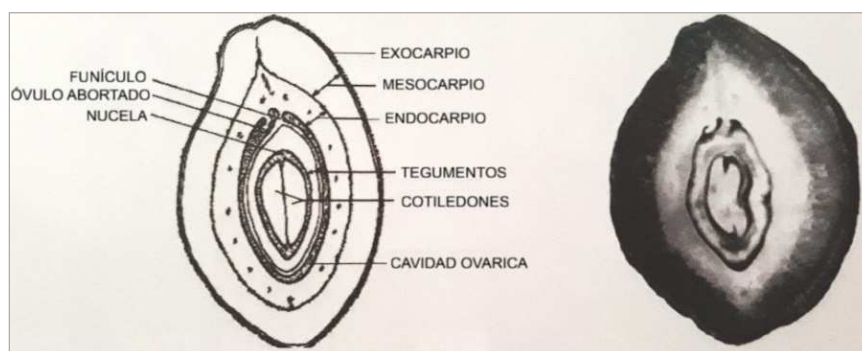 FUNÍCULO
ÓVULO ABORTADO
NUCELA
EXOCARPIO
MESOCARPIO
ENDOCARPIO
TEGUMENTOS
COTILEDONES
CAVIDAD OVARICA